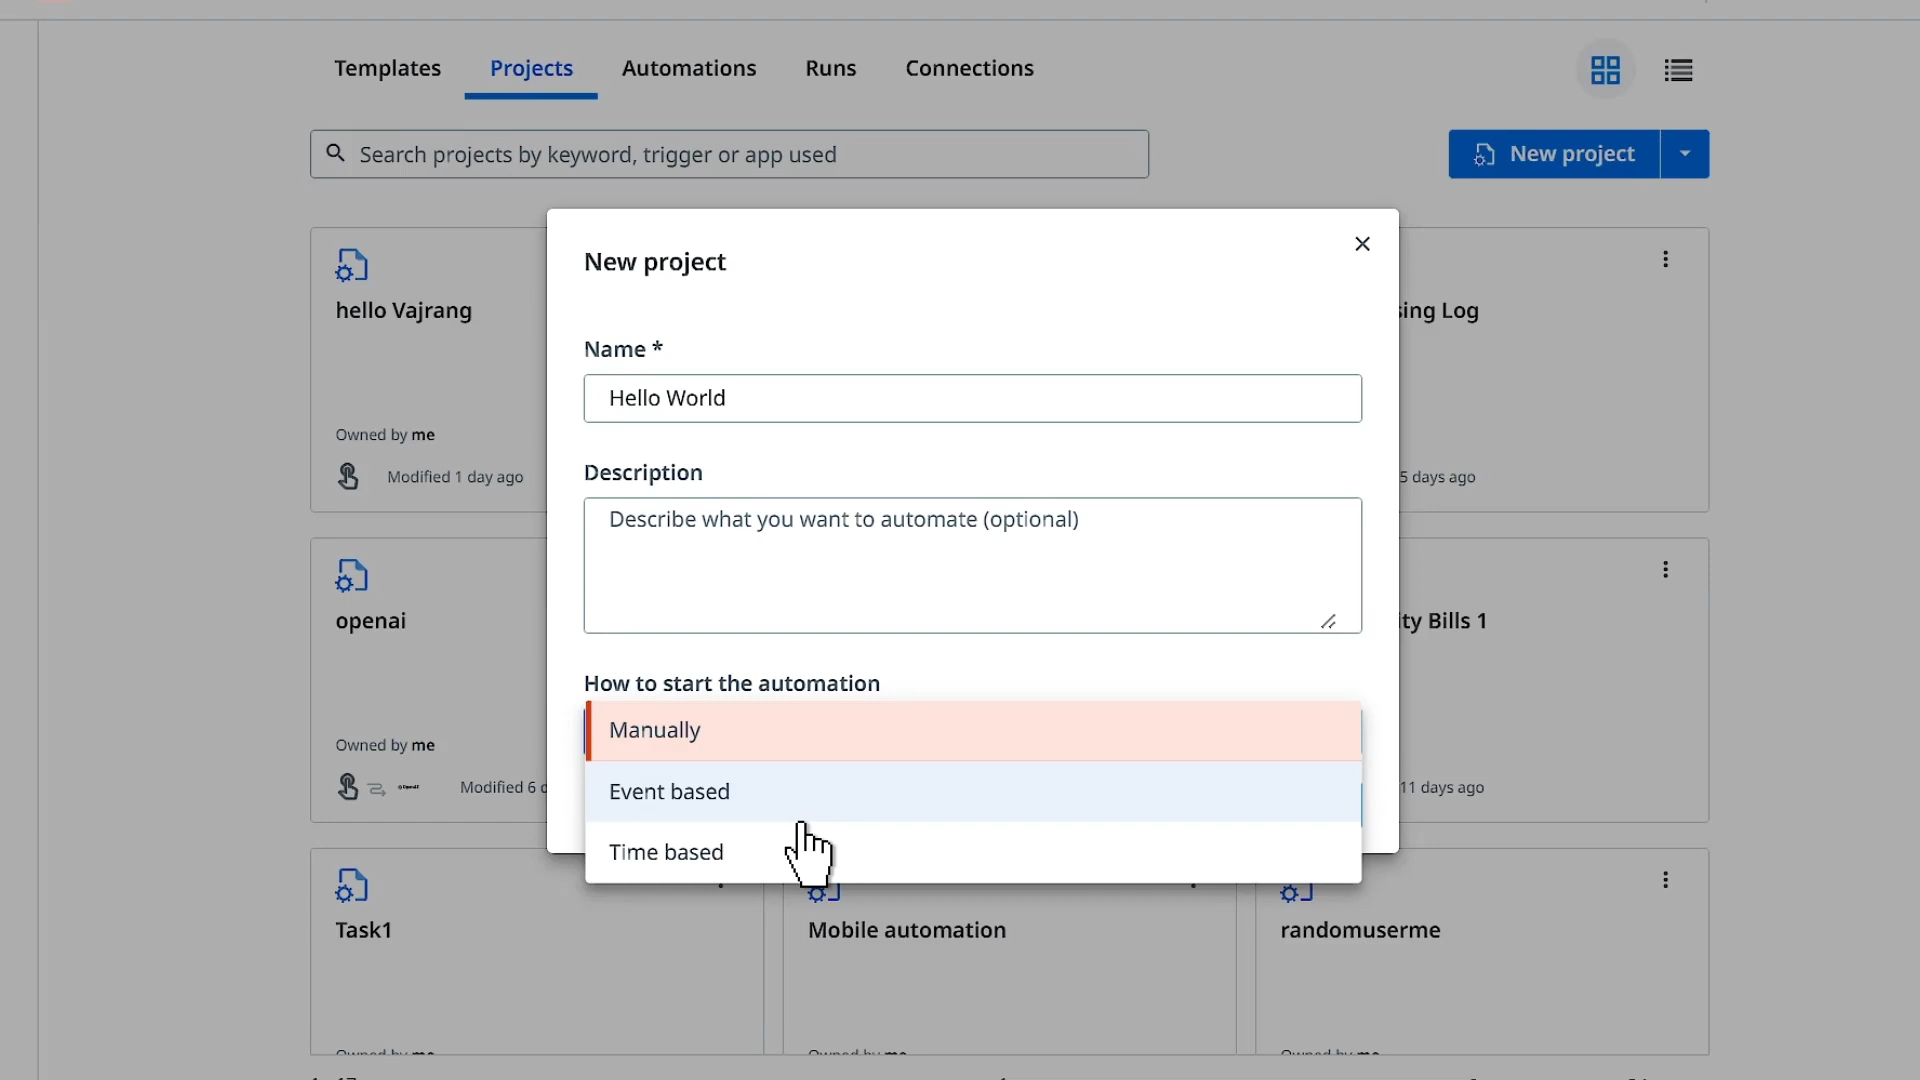 Templates
Projects
Automations
Runs
Connections
Search projects by keyword, trigger or app used
New project
New project
Name *
Hello World
Description
Describe what you want to automate (optional)
How to start the automation
Manually
Event based
Time based
hello Vajrang
Owned by me
Modified 1 day ago
sing Log
5 days ago
openai
Owned by me
Modified 6 d
ity Bills 1
11 days ago
Task1
Owned by me
Mobile automation
Owned by me
randomuserme
Owned by me